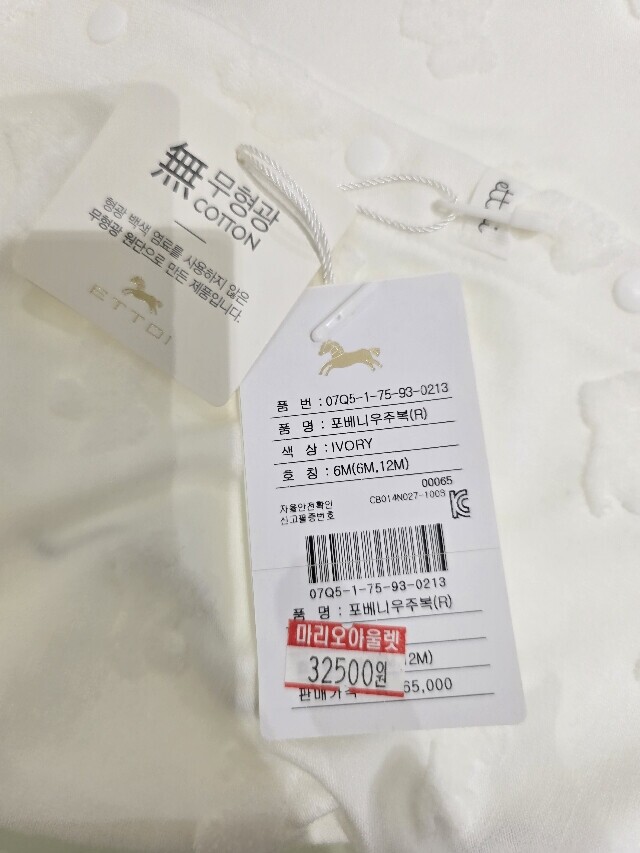 無 무형광
COTTON
형광 백색 염료를 사용하지 않은
무형광 원단으로 만든 제품입니다.
ETTOI
ett i
품 번 : 07Q5-1-75-93-0213
품 명 : 포베니우주복(R)
색 상 : IVORY
호 칭 : 6M(6M,12M)
00065
자율안전확인 CB014N027-1003
신고필증번호
07Q5-1-75-93-0213
품 명 : 포베니우주복(R)
마리오아울렛
32500원
12M)
판매가격 65,000